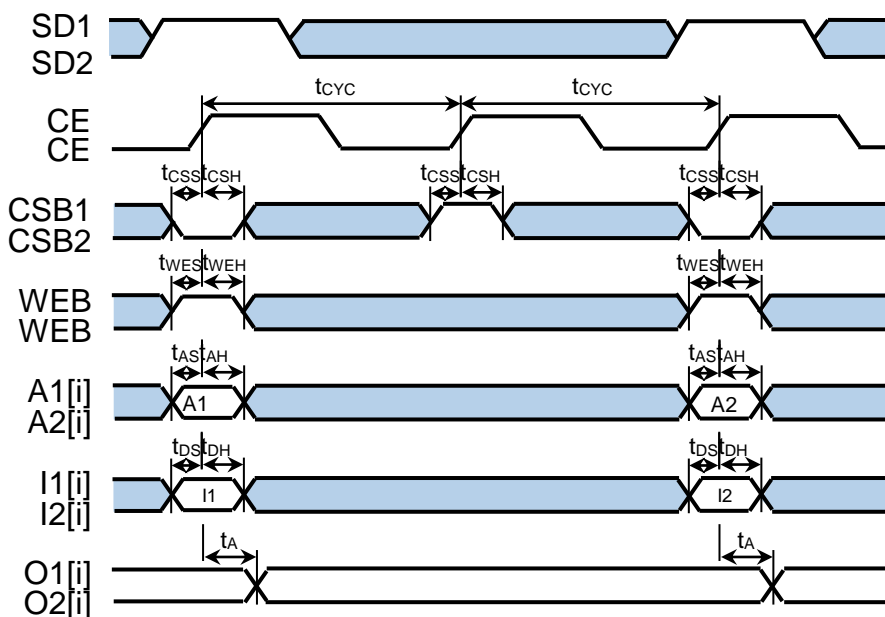 SD1
SD2
tCYC tCYC
CE
CE
tCSS tCSH tCSS tCSH tCSS tCSH
CSB1
CSB2
tWES tWEH tWES tWEH
WEB
WEB
tAS tAH tAS tAH
A1[i]
A2[i]
A1 A2
tDS tDH tDS tDH
I1[i]
I2[i]
I1 I2
tA tA
O1[i]
O2[i]